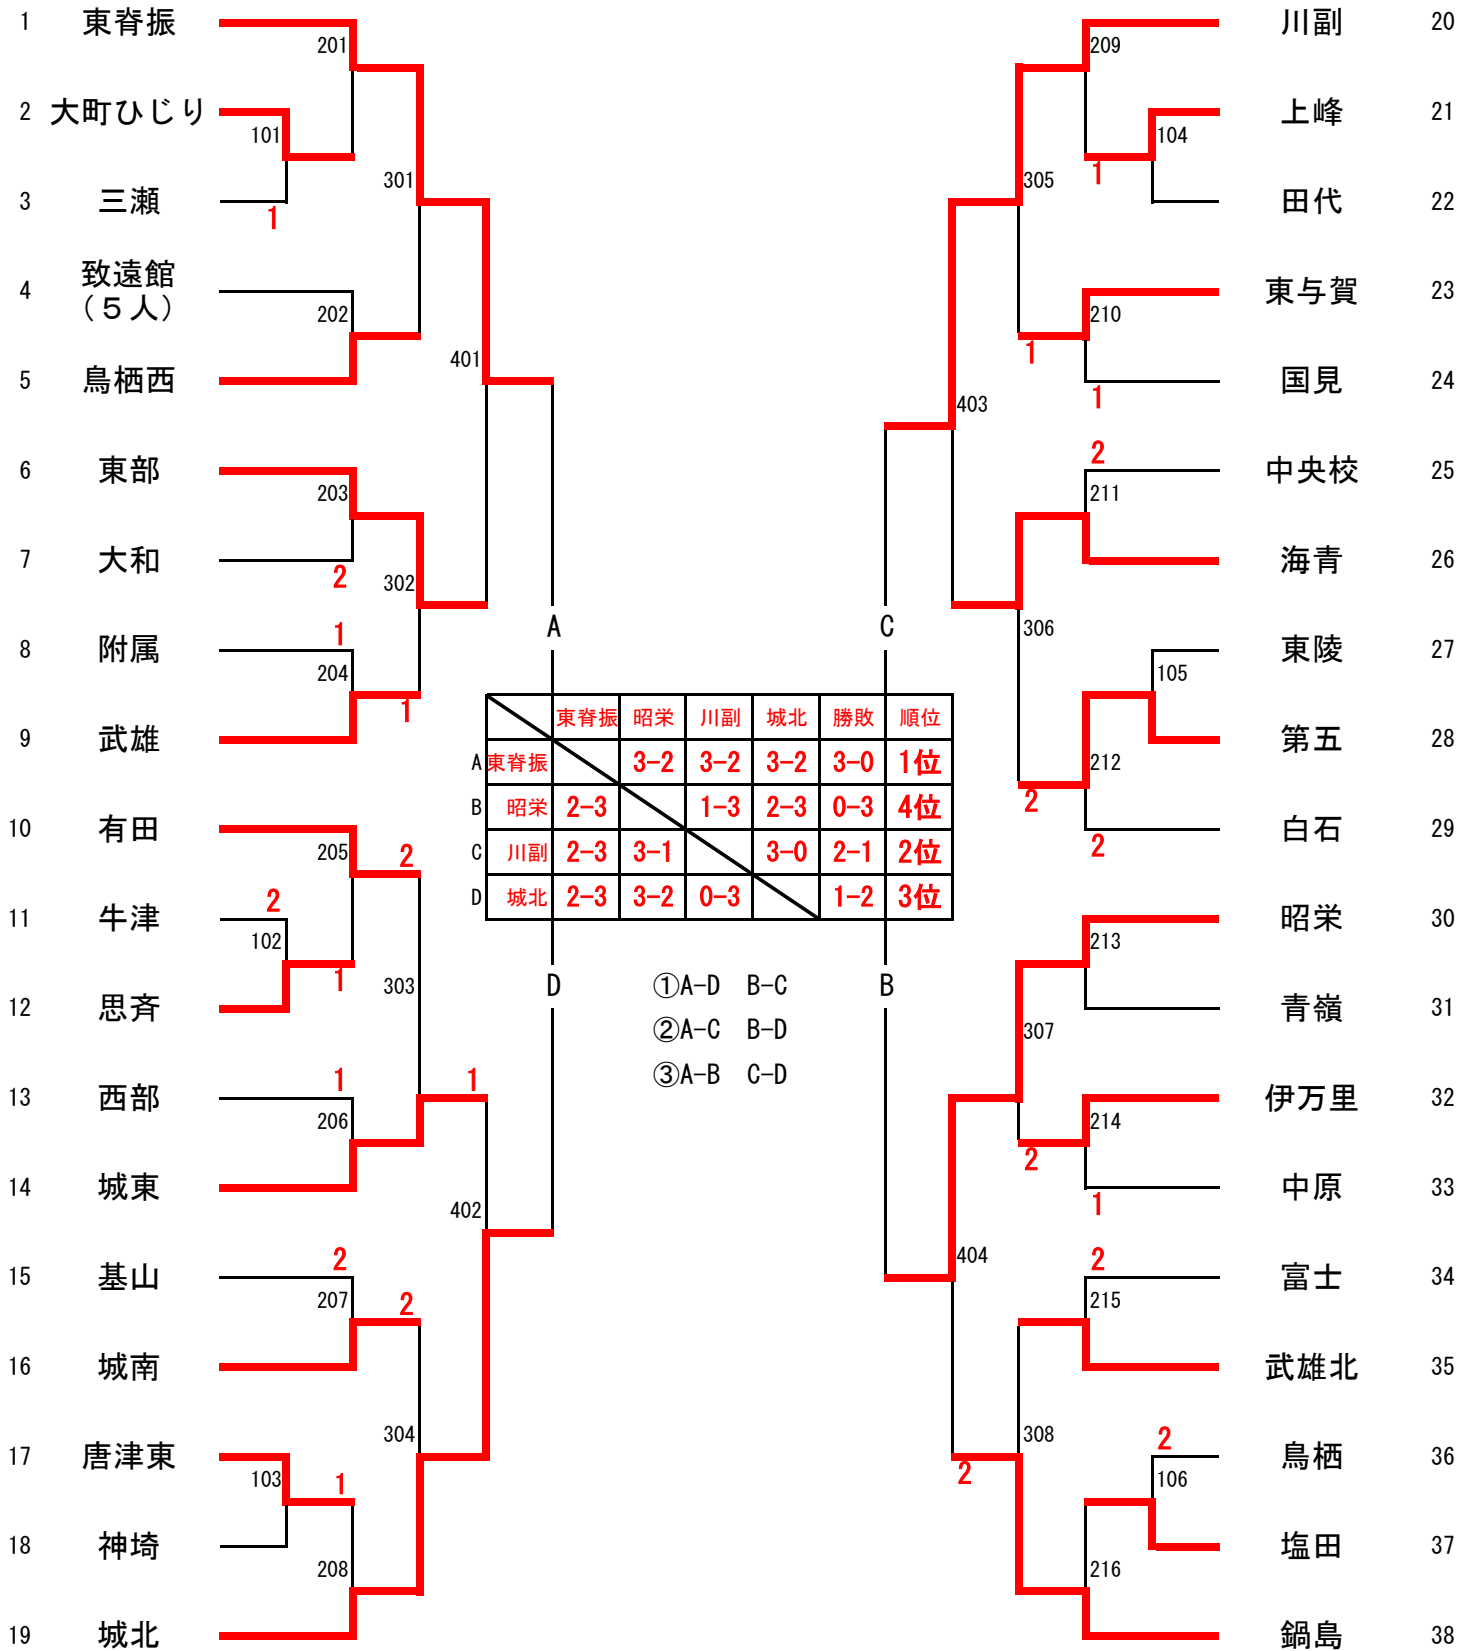 1 東脊振
201
2 大町ひじり
101
3 三瀬
1
301
4 致遠館
(５人)
202
5 鳥栖西
401
6 東部
203
7 大和
2
302
8 附属
1
204
9 武雄
1
10 有田
205
2
11 牛津
2
102
12 思斉
1
303
13 西部
1
206
1
14 城東
402
15 基山
2
207
2
16 城南
304
17 唐津東
103
1
18 神埼
208
19 城北
A
C
東脊振 昭栄 川副 城北 勝敗 順位
A 東脊振 3-2 3-2 3-2 3-0 1位
B 昭栄 2-3 1-3 2-3 0-3 4位
C 川副 2-3 3-1 3-0 2-1 2位
D 城北 2-3 3-2 0-3 1-2 3位
D
B
①A-D B-C
②A-C B-D
③A-B C-D
川副 20
209
上峰 21
104
1
305
田代 22
東与賀 23
210
1
国見 24
1
403
中央校 25
2
211
海青 26
306
東陵 27
105
第五 28
212
2
白石 29
2
昭栄 30
213
青嶺 31
307
伊万里 32
214
2
中原 33
1
404
富士 34
2
215
武雄北 35
308
2
鳥栖 36
2
106
塩田 37
216
鍋島 38